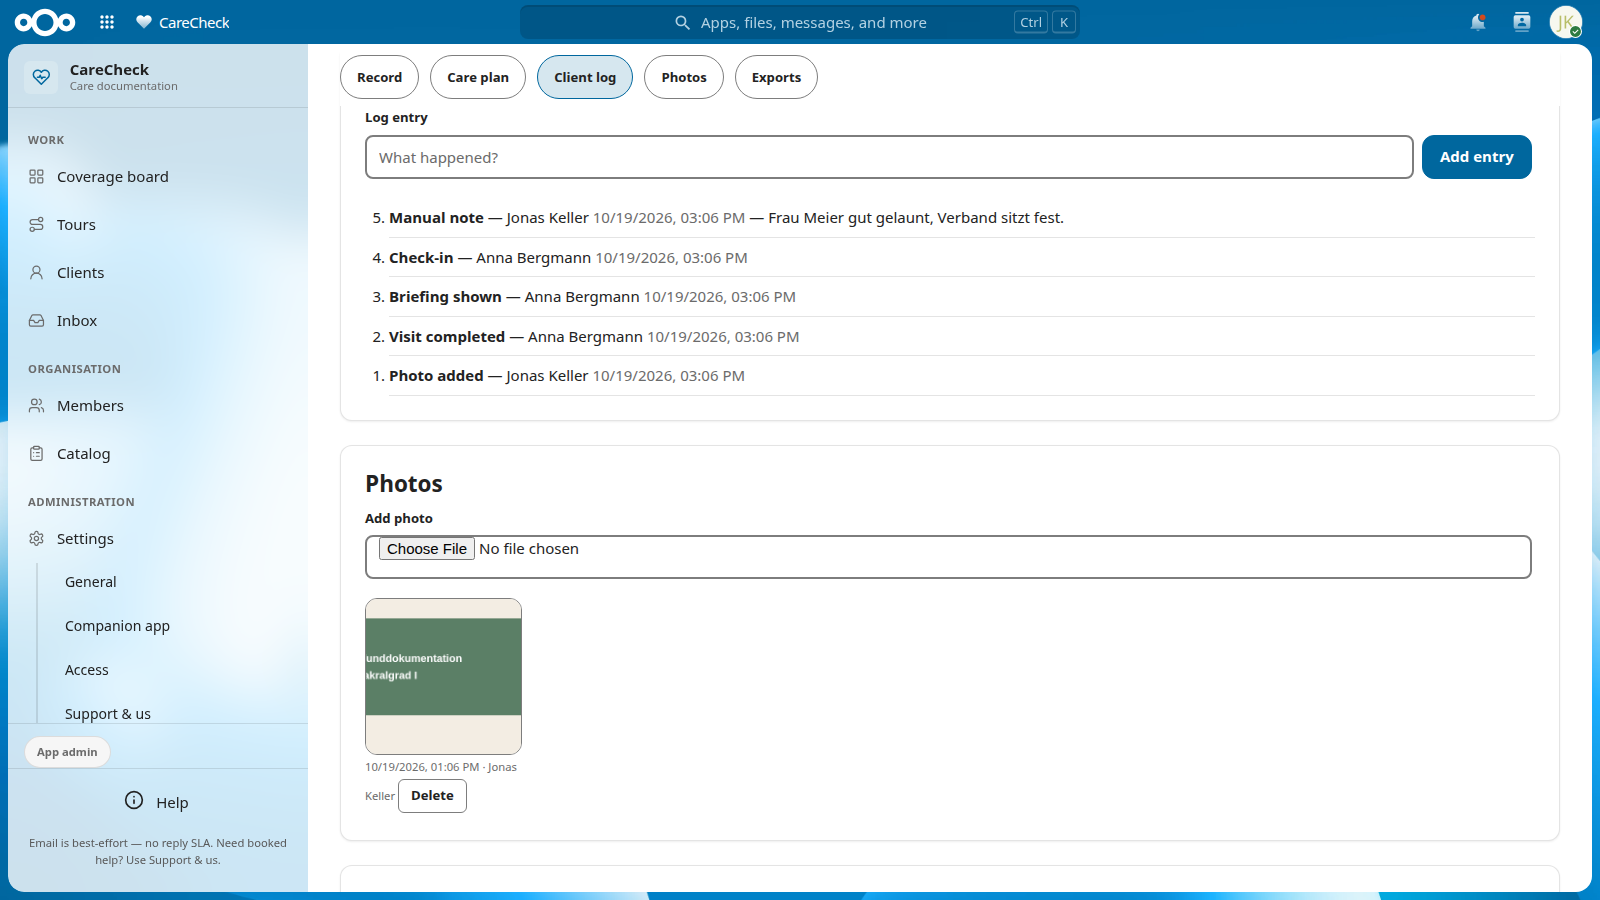 CareCheck
Apps, files, messages, and more
Ctrl K
JK
CareCheck
Care documentation
WORK
Coverage board
Tours
Clients
Inbox
ORGANISATION
Members
Catalog
ADMINISTRATION
Settings
General
Companion app
Access
Support & us
App admin
Help
Email is best-effort — no reply SLA. Need booked
help? Use Support & us.
Record Care plan Client log Photos Exports
Log entry
What happened? Add entry
5. Manual note — Jonas Keller 10/19/2026, 03:06 PM — Frau Meier gut gelaunt, Verband sitzt fest.
4. Check-in — Anna Bergmann 10/19/2026, 03:06 PM
3. Briefing shown — Anna Bergmann 10/19/2026, 03:06 PM
2. Visit completed — Anna Bergmann 10/19/2026, 03:06 PM
1. Photo added — Jonas Keller 10/19/2026, 03:06 PM
Photos
Add photo
Choose File No file chosen
unddokumentation
akralgrad I
10/19/2026, 01:06 PM · Jonas
Keller Delete